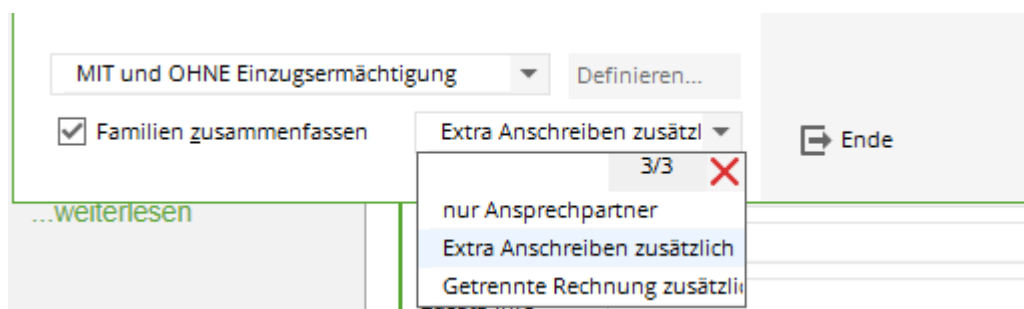 MIT und OHNE Einzugsermächtigung
Definieren...
Familien zusammenfassen
Extra Anschreiben zusätzl
Ende
3/3
...weiterlesen
nur Ansprechpartner
Extra Anschreiben zusätzlich
Getrennte Rechnung zusätzli